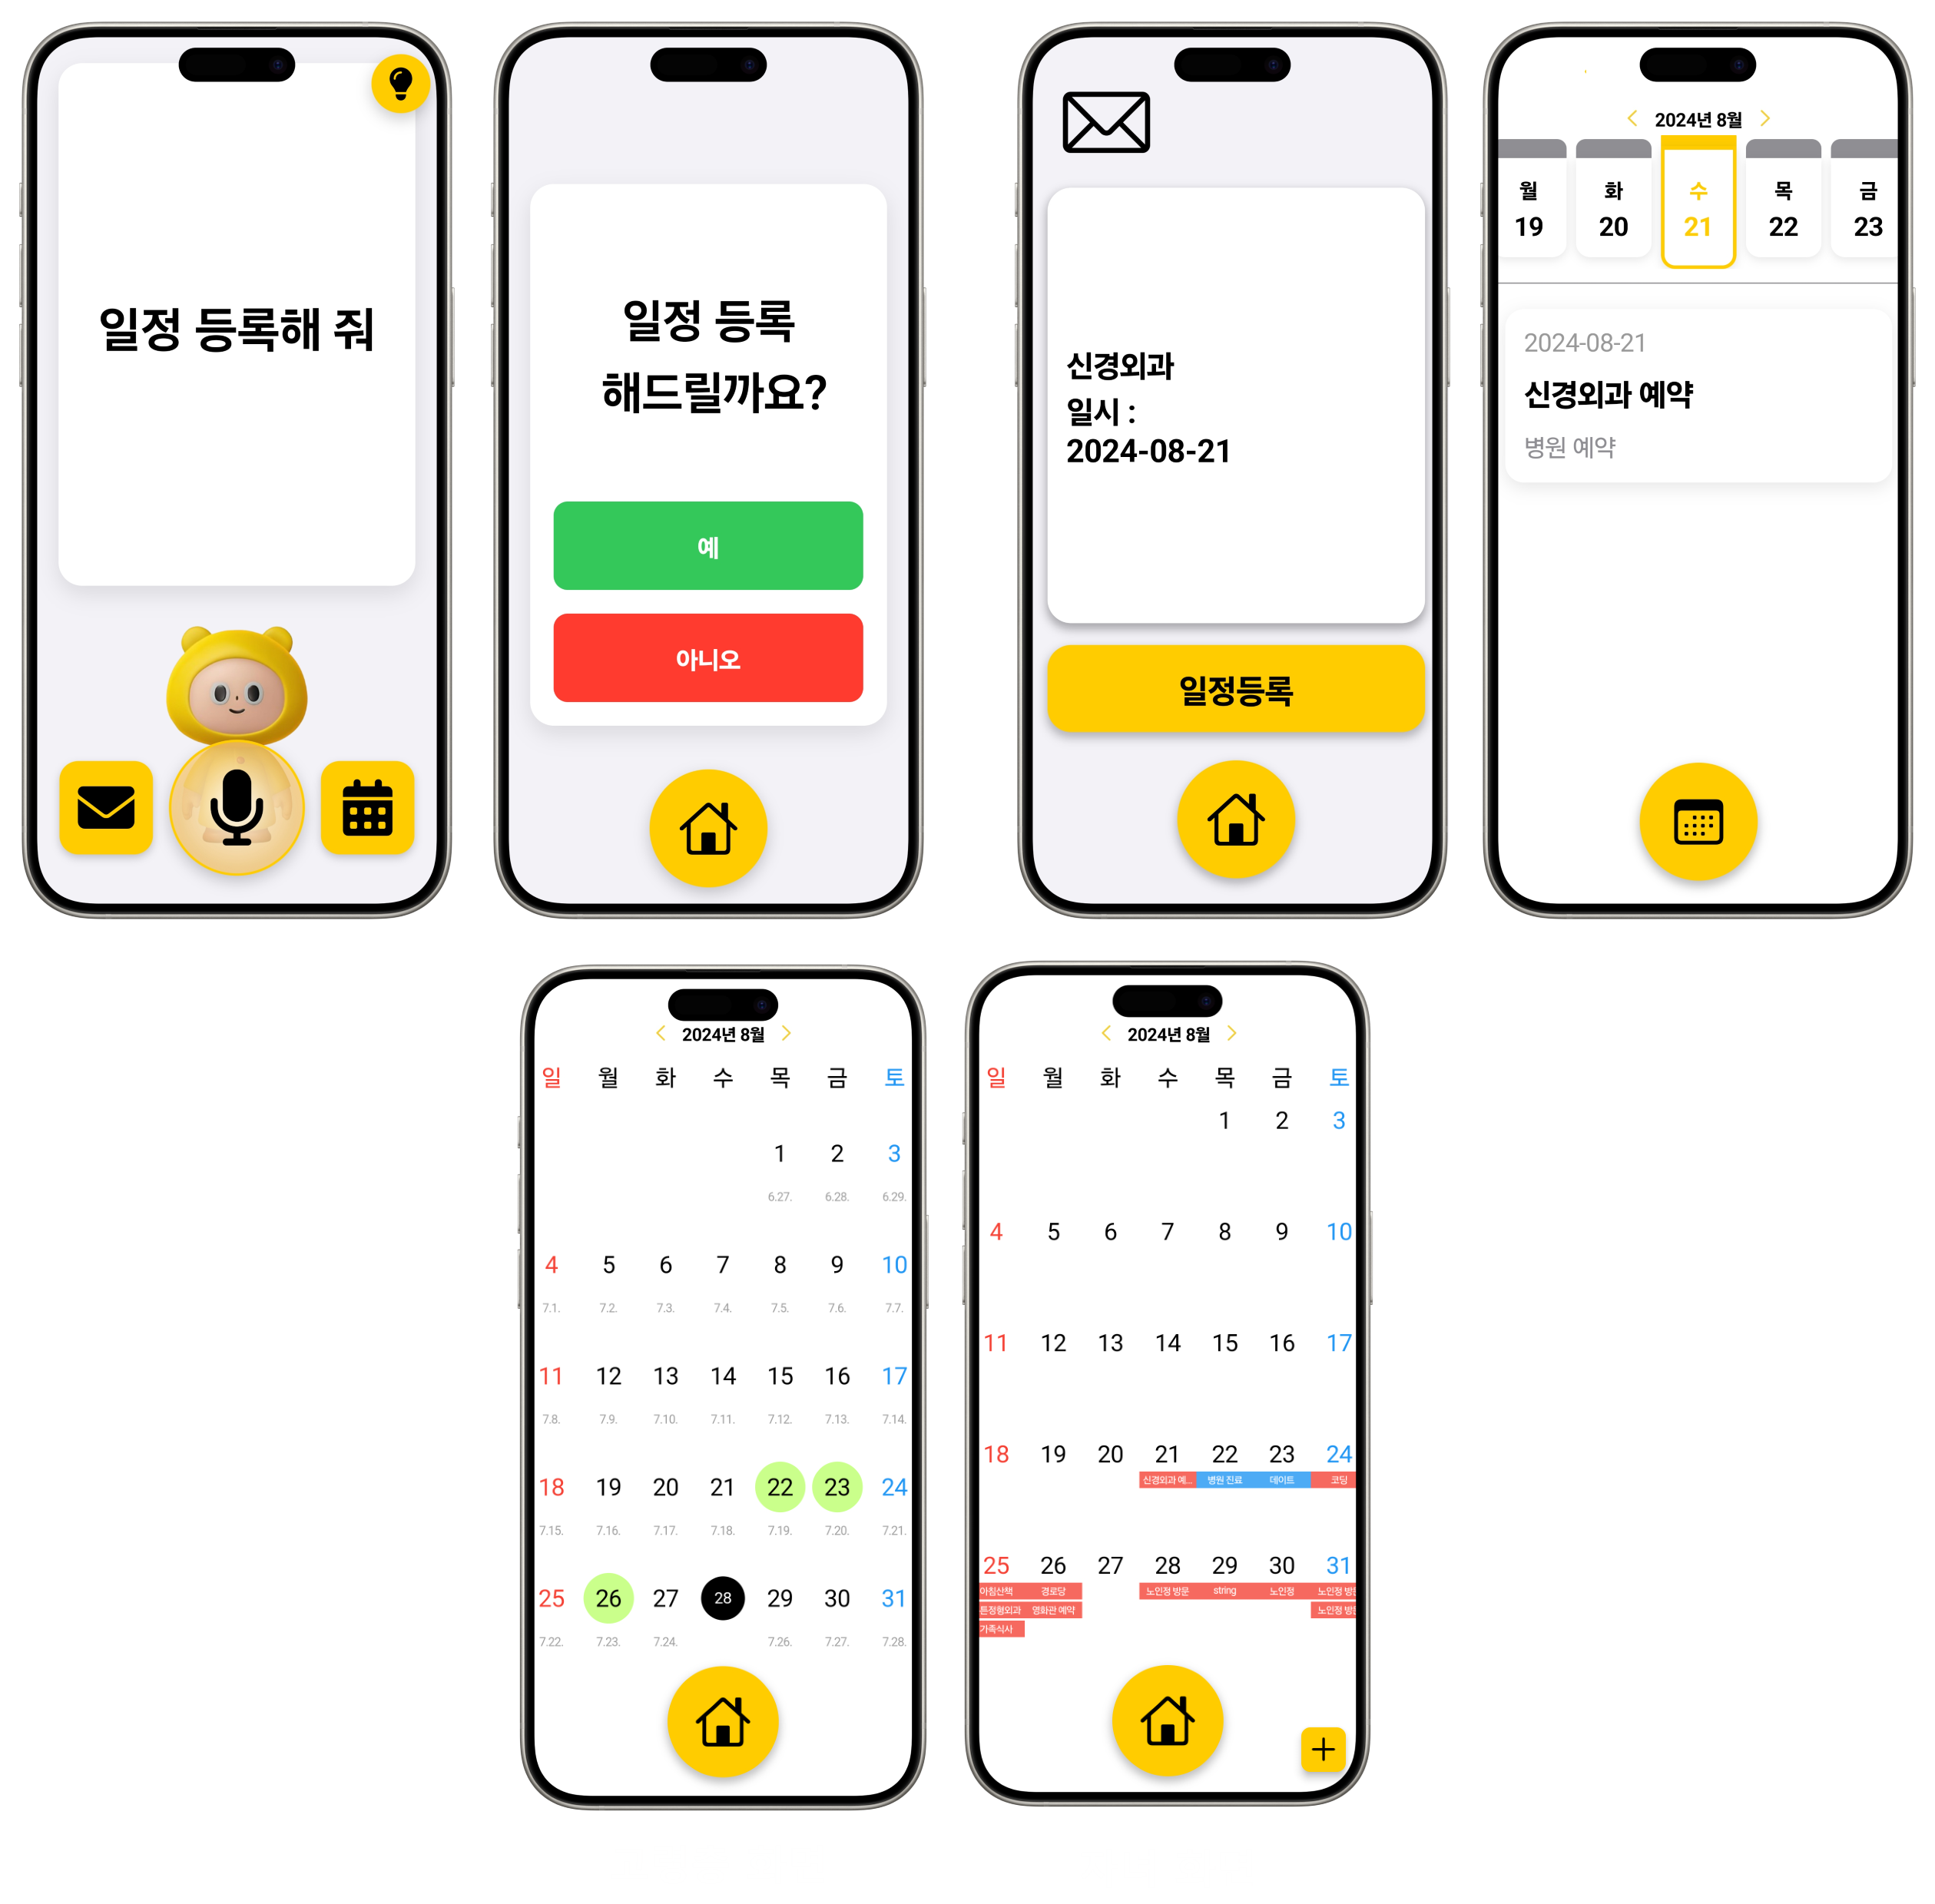 일정 등록해 줘
일정 등록
해드릴까요?
예
아니오
신경외과
일시 :
2024-08-21
일정등록
2024년 8월
월 화 수 목 금
19 20 21 22 23
2024-08-21
신경외과 예약
병원 예약
2024년 8월
일 월 화 수 목 금 토
1 2 3
6.27. 6.28. 6.29.
4 5 6 7 8 9 10
7.1. 7.2. 7.3. 7.4. 7.5. 7.6. 7.7.
11 12 13 14 15 16 17
7.8. 7.9. 7.10. 7.11. 7.12. 7.13. 7.14.
18 19 20 21 22 23 24
7.15. 7.16. 7.17. 7.18. 7.19. 7.20. 7.21.
25 26 27 28 29 30 31
7.22. 7.23. 7.24. 7.26. 7.27. 7.28.
2024년 8월
일 월 화 수 목 금 토
1 2 3
4 5 6 7 8 9 10
11 12 13 14 15 16 17
18 19 20 21 22 23 24
신경외과 예... 병원 진료 데이트 코딩
25 26 27 28 29 30 31
아침산책 경로당 노인정 방문 string 노인정 노인정 방문
튼정형외과 영화관 예약 노인정 방문
가족식사